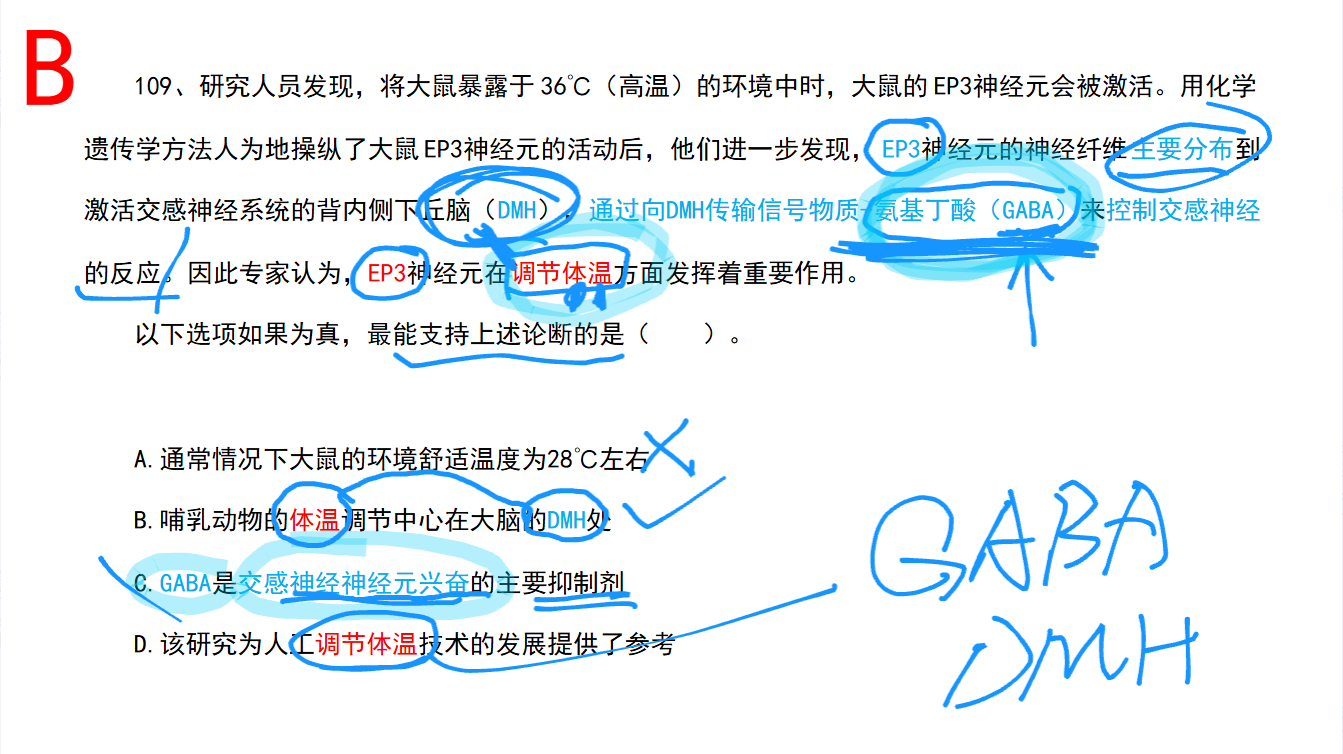 B
109、研究人员发现，将大鼠暴露于36℃（高温）的环境中时，大鼠的EP3神经元会被激活。用化学
遗传学方法人为地操纵了大鼠EP3神经元的活动后，他们进一步发现，EP3神经元的神经纤维主要分布到
激活交感神经系统的背内侧下丘脑（DMH），通过向DMH传输信号物质-氨基丁酸（GABA）来控制交感神经
的反应。因此专家认为，EP3神经元在调节体温方面发挥着重要作用。
以下选项如果为真，最能支持上述论断的是（　　）。
A.通常情况下大鼠的环境舒适温度为28℃左右
B.哺乳动物的体温调节中心在大脑的DMH处
C.GABA是交感神经神经元兴奋的主要抑制剂
D.该研究为人工调节体温技术的发展提供了参考
GABA
DMH